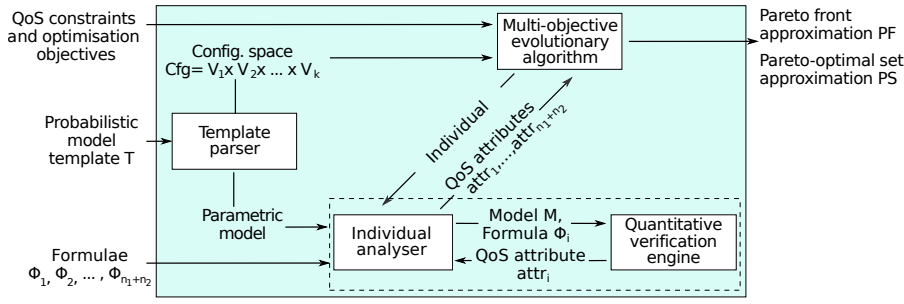 QoS constraints
and optimisation
objectives
Config. space
Cfg= V₁x V₂x ... x Vₖ
Multi-objective
evolutionary
algorithm
Pareto front
approximation PF
Pareto-optimal set
approximation PS
Probabilistic
model
template T
Template
parser
Individual
QoS attributes
attr₁,...,attrₙ₁₊ₙ₂
Parametric
model
Individual
analyser
Model M,
Formula Φᵢ
QoS attribute
attrᵢ
Quantitative
verification
engine
Formulae
Φ₁, Φ₂, ... , Φₙ₁₊ₙ₂